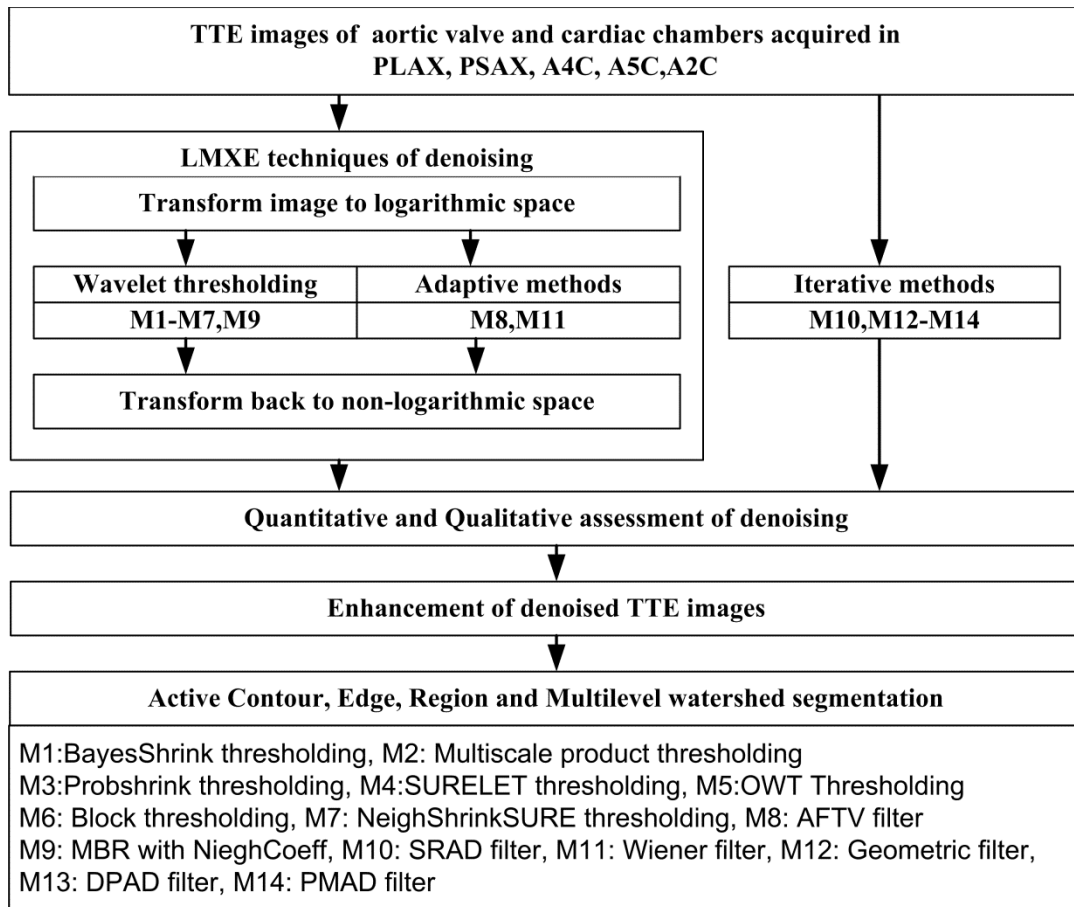 TTE images of aortic valve and cardiac chambers acquired in
PLAX, PSAX, A4C, A5C,A2C
LMXE techniques of denoising
Transform image to logarithmic space
Wavelet thresholding
M1-M7,M9
Adaptive methods
M8,M11
Iterative methods
M10,M12-M14
Transform back to non-logarithmic space
Quantitative and Qualitative assessment of denoising
Enhancement of denoised TTE images
Active Contour, Edge, Region and Multilevel watershed segmentation
M1:BayesShrink thresholding, M2: Multiscale product thresholding
M3:Probshrink thresholding, M4:SURELET thresholding, M5:OWT Thresholding
M6: Block thresholding, M7: NeighShrinkSURE thresholding, M8: AFTV filter
M9: MBR with NieghCoeff, M10: SRAD filter, M11: Wiener filter, M12: Geometric filter,
M13: DPAD filter, M14: PMAD filter